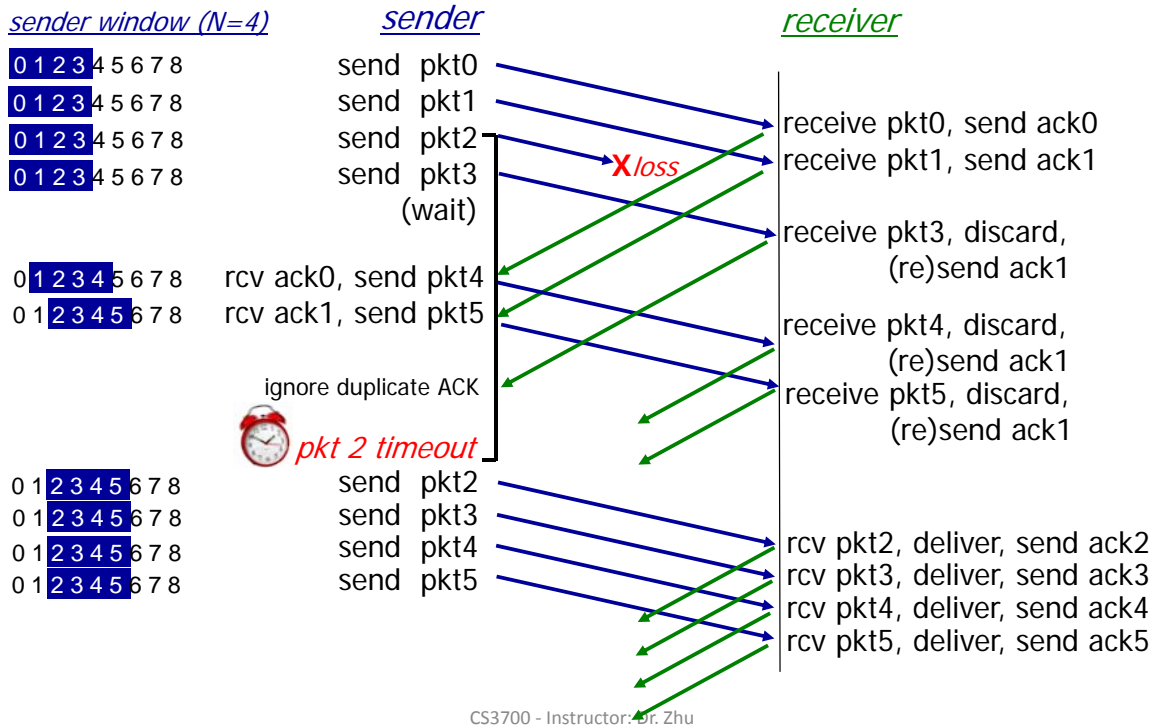 sender window (N=4) sender receiver
0 1 2 3 4 5 6 7 8 send pkt0
0 1 2 3 4 5 6 7 8 send pkt1
receive pkt0, send ack0
0 1 2 3 4 5 6 7 8 send pkt2
receive pkt1, send ack1
X loss
0 1 2 3 4 5 6 7 8 send pkt3
(wait)
receive pkt3, discard,
(re)send ack1
0 1 2 3 4 5 6 7 8 rcv ack0, send pkt4
0 1 2 3 4 5 6 7 8 rcv ack1, send pkt5
receive pkt4, discard,
(re)send ack1
ignore duplicate ACK
receive pkt5, discard,
(re)send ack1
pkt 2 timeout
0 1 2 3 4 5 6 7 8 send pkt2
0 1 2 3 4 5 6 7 8 send pkt3
0 1 2 3 4 5 6 7 8 send pkt4
0 1 2 3 4 5 6 7 8 send pkt5
rcv pkt2, deliver, send ack2
rcv pkt3, deliver, send ack3
rcv pkt4, deliver, send ack4
rcv pkt5, deliver, send ack5
CS3700 - Instructor: Dr. Zhu